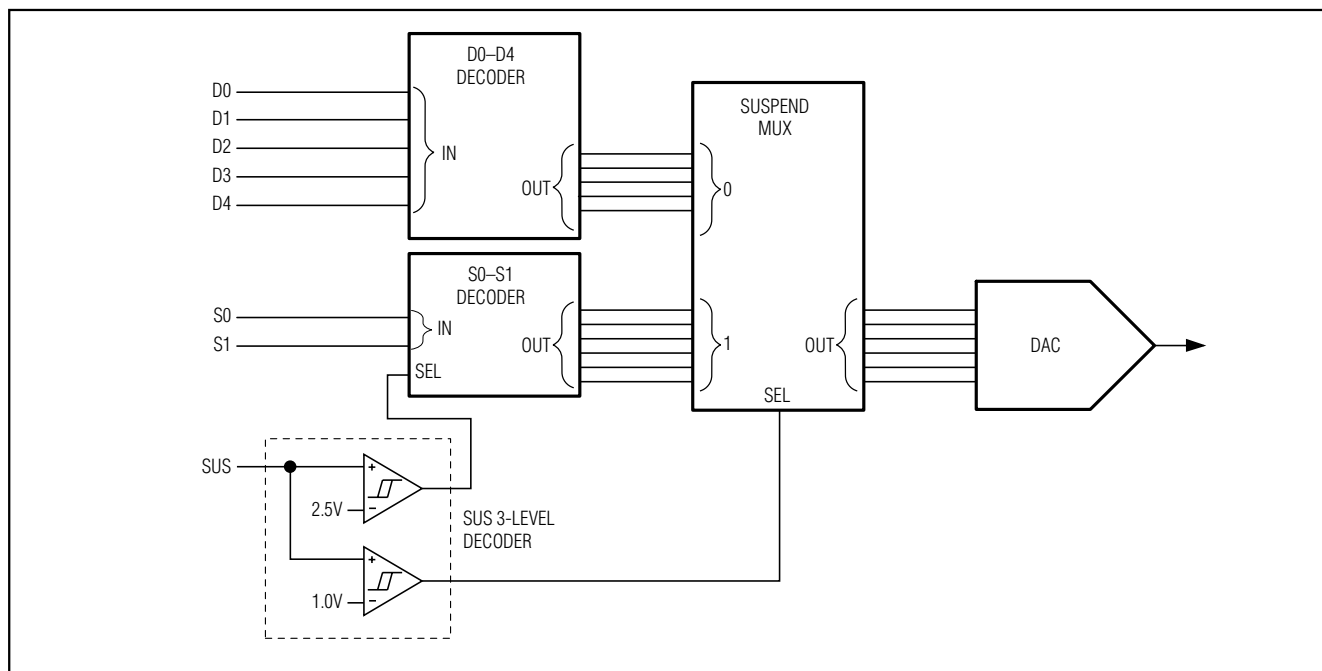 D0–D4
DECODER
D0
D1
D2
D3
D4
IN
OUT
SUSPEND
MUX
0
1
OUT
SEL
S0–S1
DECODER
S0
S1
IN
OUT
SEL
DAC
SUS
+
2.5V
–
+
1.0V
–
SUS 3-LEVEL
DECODER